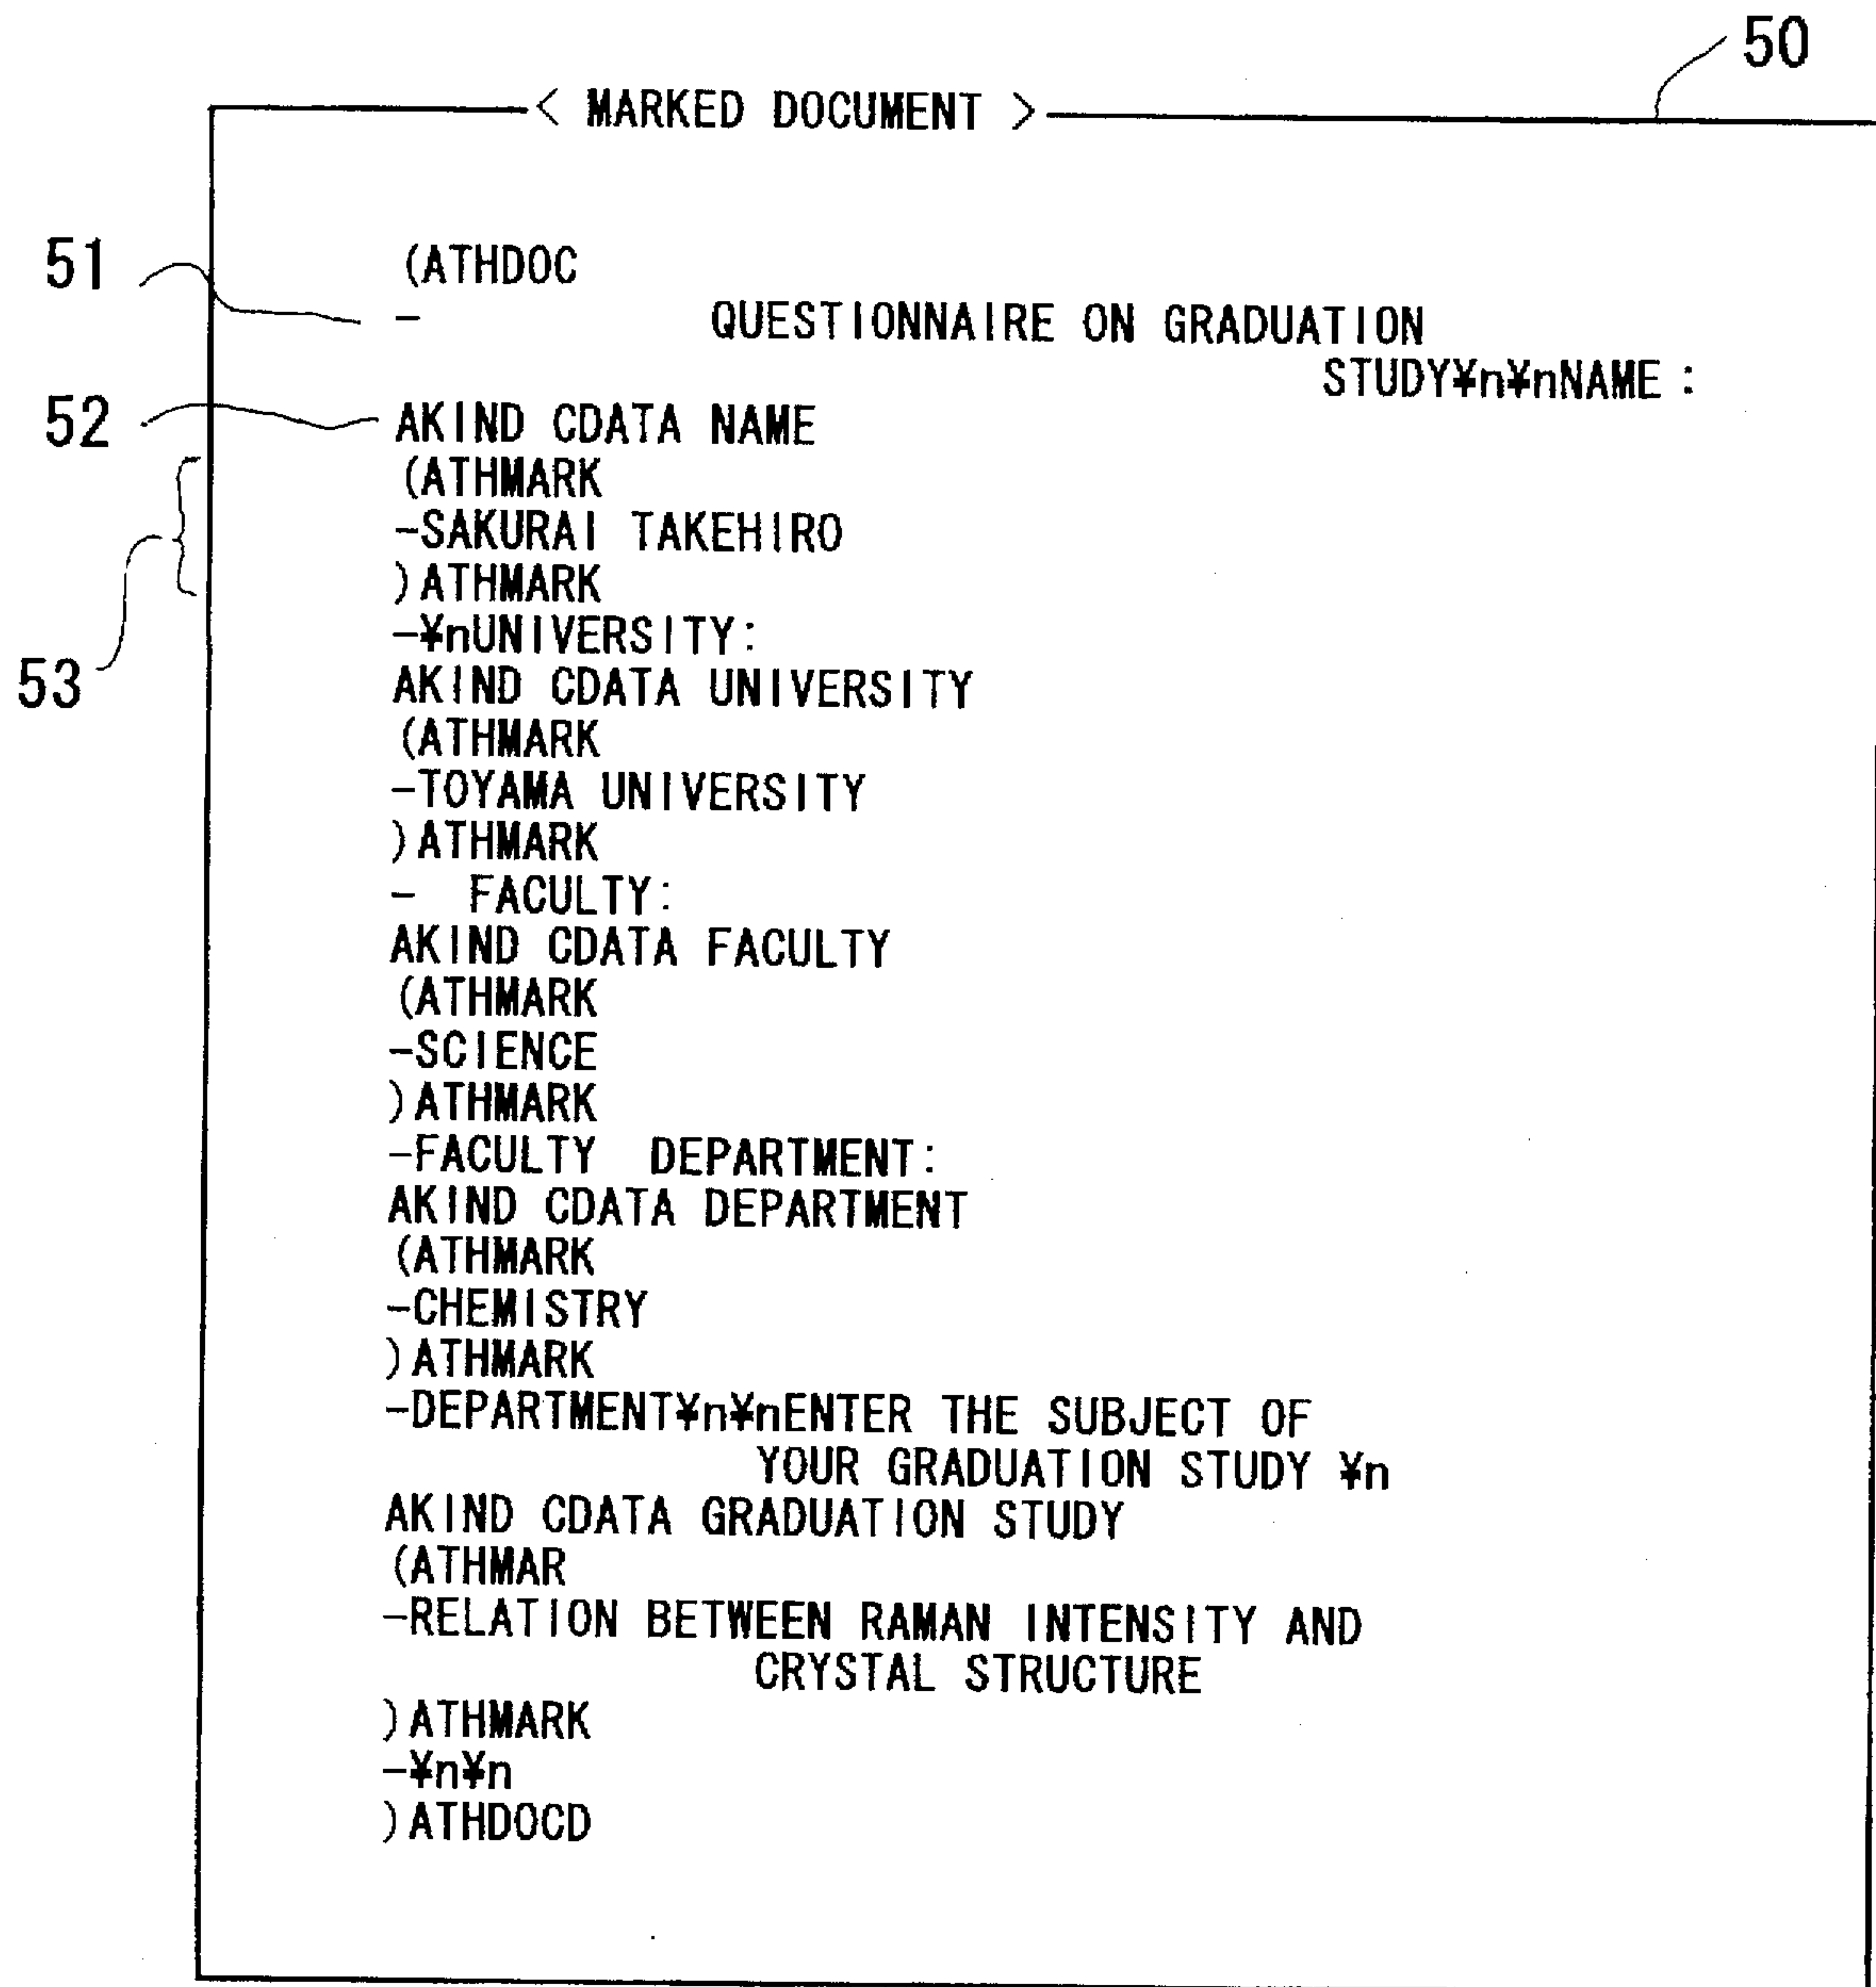 50
< MARKED DOCUMENT >
51
(ATHDOC
- QUESTIONNAIRE ON GRADUATION
STUDY¥n¥nNAME:
52
AKIND CDATA NAME
(ATHMARK
-SAKURAI TAKEHIRO
)ATHMARK
-¥nUNIVERSITY:
53
AKIND CDATA UNIVERSITY
(ATHMARK
-TOYAMA UNIVERSITY
)ATHMARK
- FACULTY:
AKIND CDATA FACULTY
(ATHMARK
-SCIENCE
)ATHMARK
-FACULTY DEPARTMENT:
AKIND CDATA DEPARTMENT
(ATHMARK
-CHEMISTRY
)ATHMARK
-DEPARTMENT¥n¥nENTER THE SUBJECT OF
YOUR GRADUATION STUDY ¥n
AKIND CDATA GRADUATION STUDY
(ATHMAR
-RELATION BETWEEN RAMAN INTENSITY AND
CRYSTAL STRUCTURE
)ATHMARK
-¥n¥n
)ATHDOCD